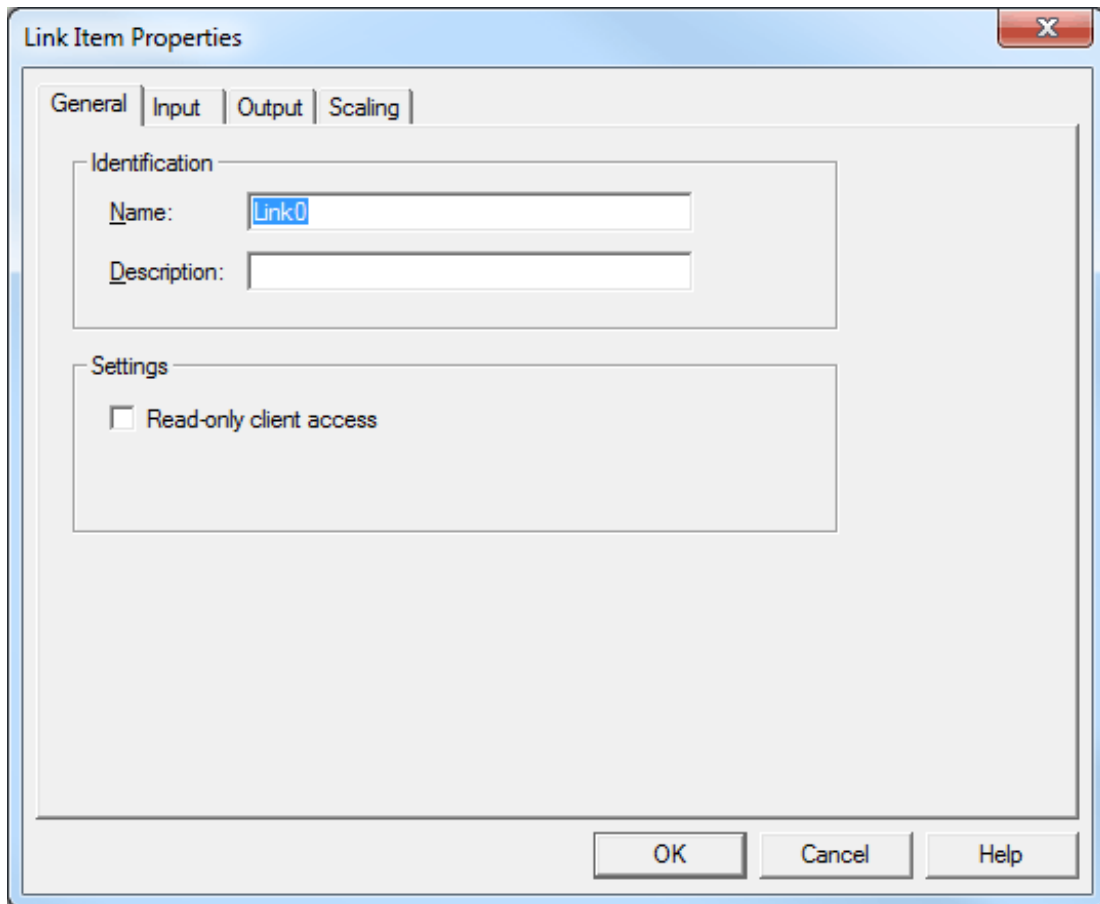 Link Item Properties
General Input Output Scaling
Identification
Name: Link0
Description:
Settings
Read-only client access
OK Cancel Help